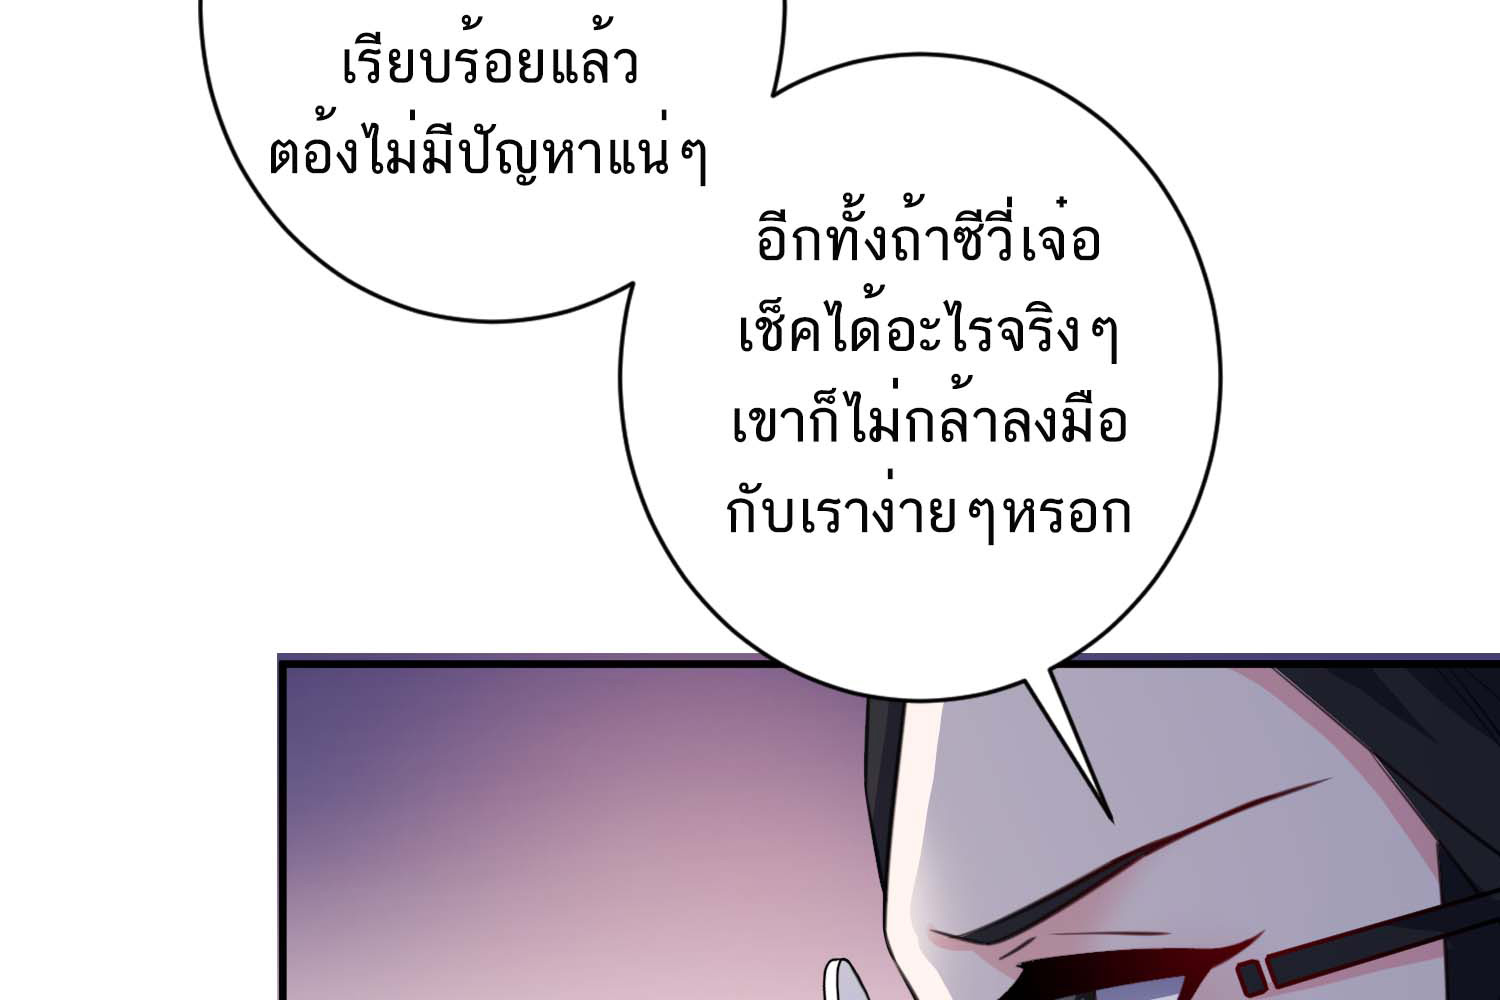 เรียบร้อยแล้ว
ต้องไม่มีปัญหาแน่ๆ
อีกทั้งถ้าซีวี่เจ๋อ
เช็คได้อะไรจริงๆ
เขาก็ไม่กล้าลงมือ
กับเราง่ายๆหรอก